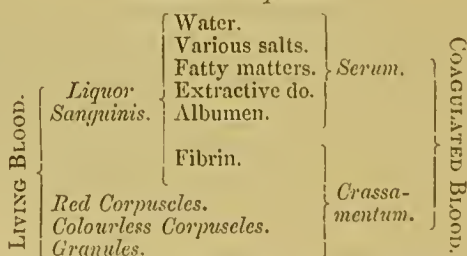 Water.
Various salts.
Fatty matters.
Serum.
Liquor
Sanguinis.
Extractive do.
Albumen.
Fibrin.
Red Corpuscles.
Colourless Corpuscles.
Granules.
Crassa-
mentum.
LIVING BLOOD.
COAGULATED BLOOD.